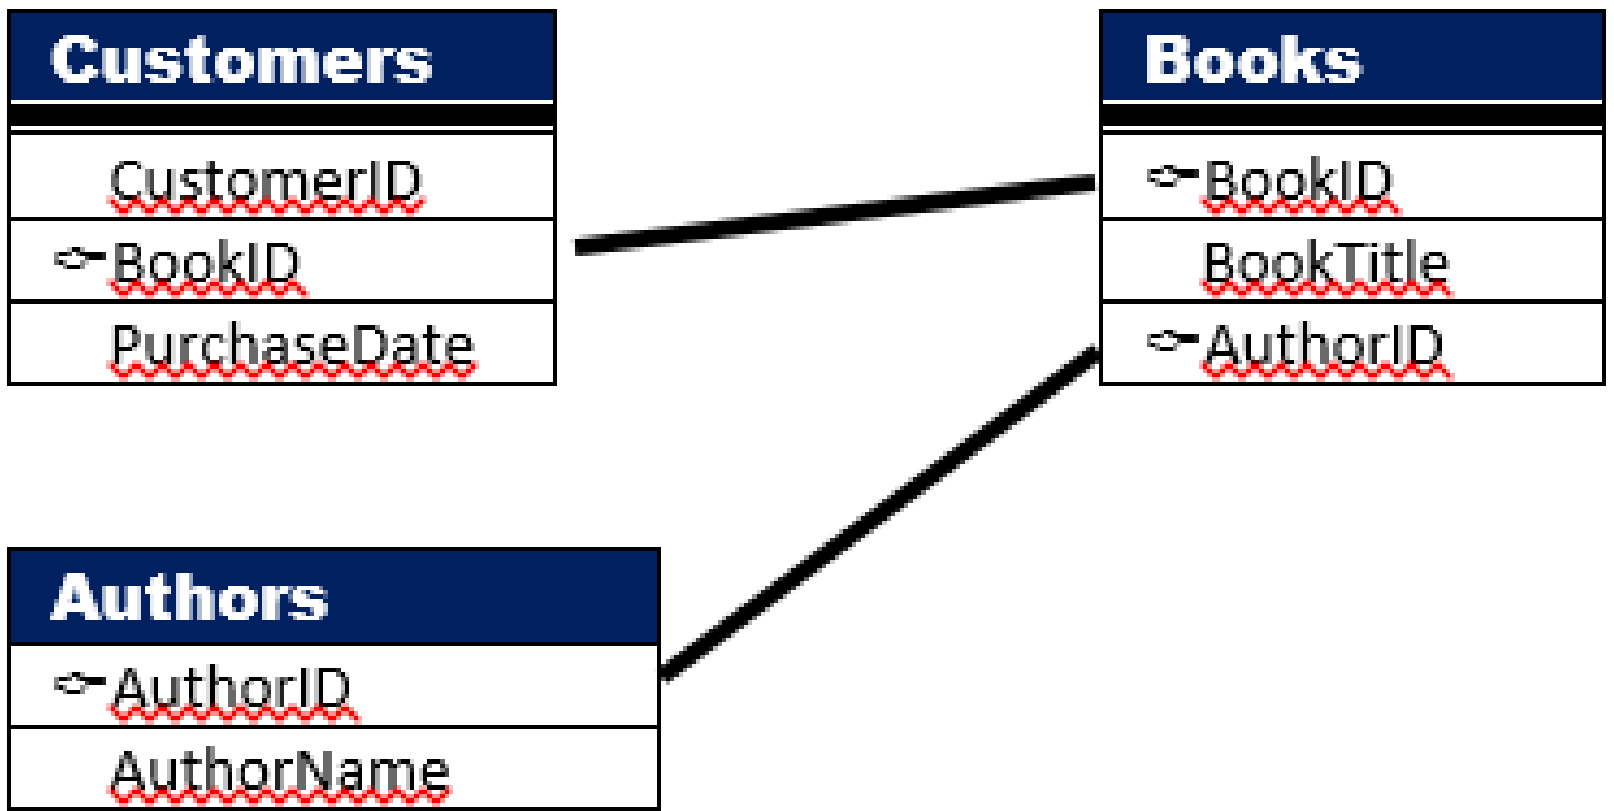 Customers
CustomerID
BookID
PurchaseDate
Books
BookID
BookTitle
AuthorID
Authors
AuthorID
AuthorName